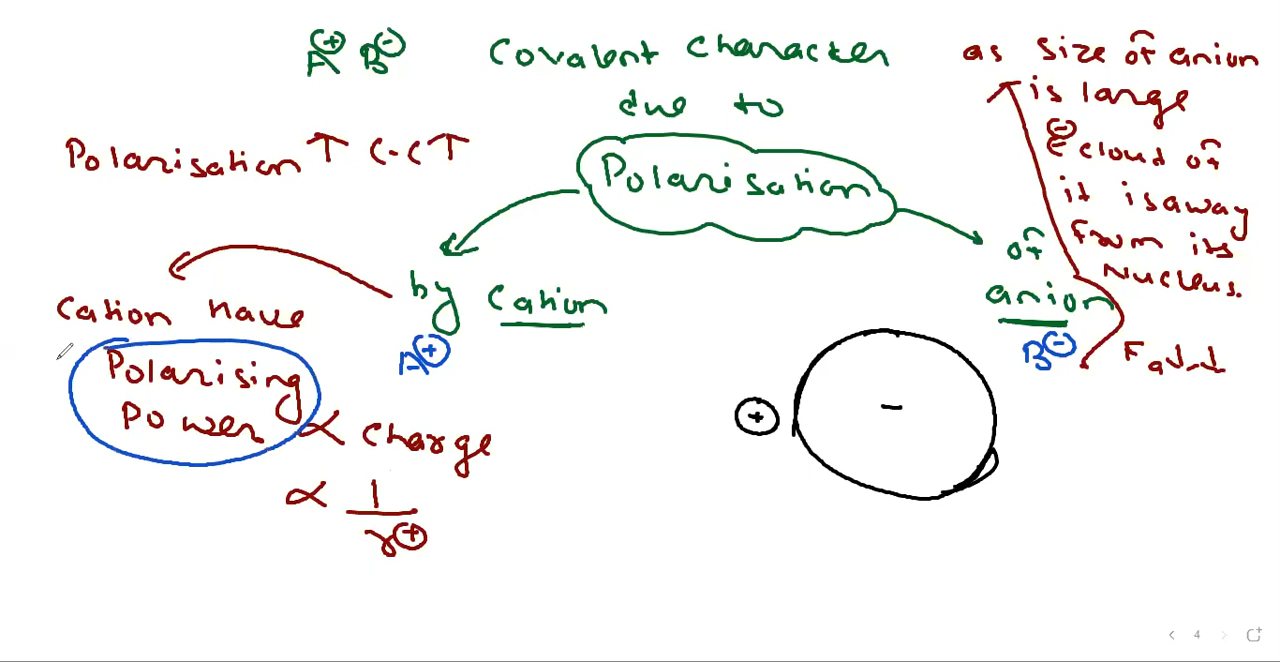 A⊕ B⊖ Covalent character
due to
Polarisation
Polarisation ↑ C-C ↑
by cation
A⊕
of
anion
B⊖
as size of anion
is large
e⊖ cloud of
it is away
from its
Nucleus.
Cation have
Polarising
Power ∝ charge
∝ 1/r⊕
+
−
4